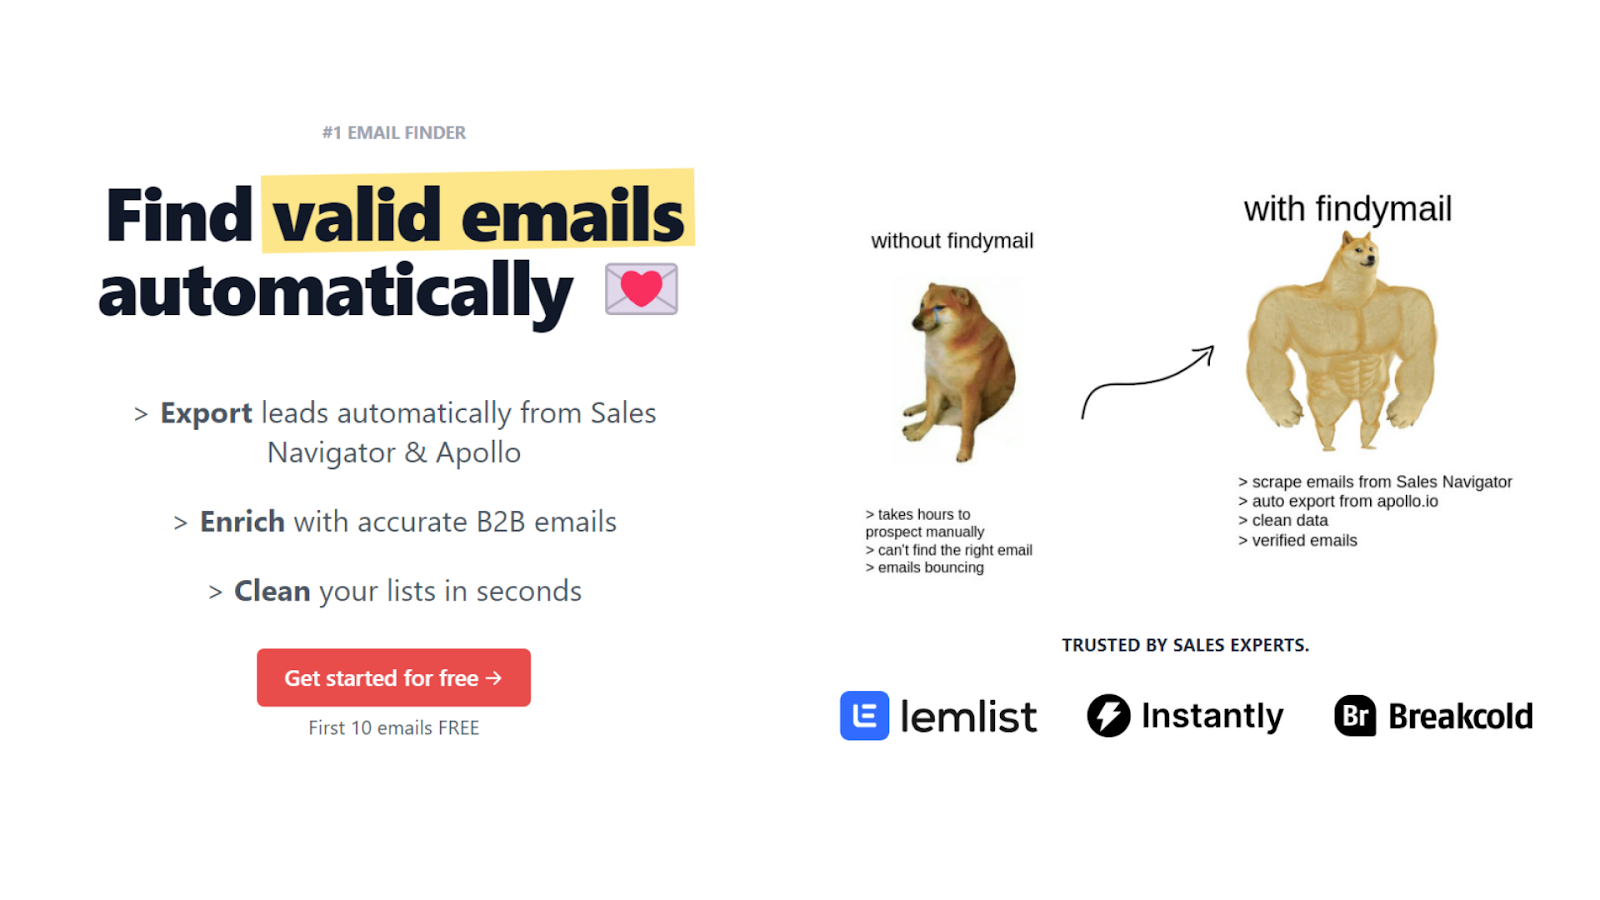 #1 EMAIL FINDER
Find valid emails
automatically
> Export leads automatically from Sales
Navigator & Apollo
> Enrich with accurate B2B emails
> Clean your lists in seconds
Get started for free →
First 10 emails FREE
without findymail
> takes hours to
prospect manually
> can't find the right email
> emails bouncing
with findymail
> scrape emails from Sales Navigator
> auto export from apollo.io
> clean data
> verified emails
TRUSTED BY SALES EXPERTS.
lemlist
Instantly
Br Breakcold